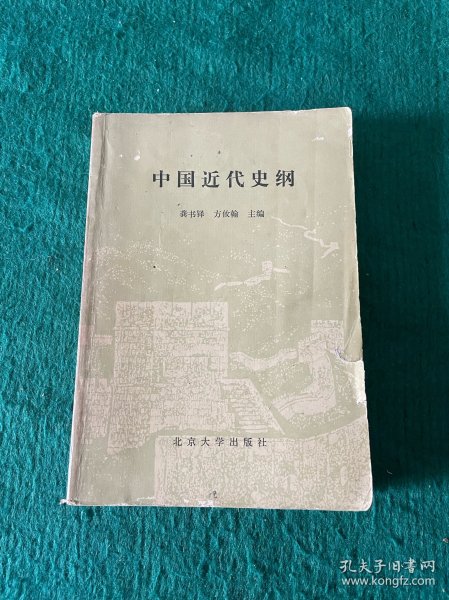 中国近代史纲
龚书铎 方攸翰 主编
北京大学出版社
孔夫子旧书网
www.kongfz.com